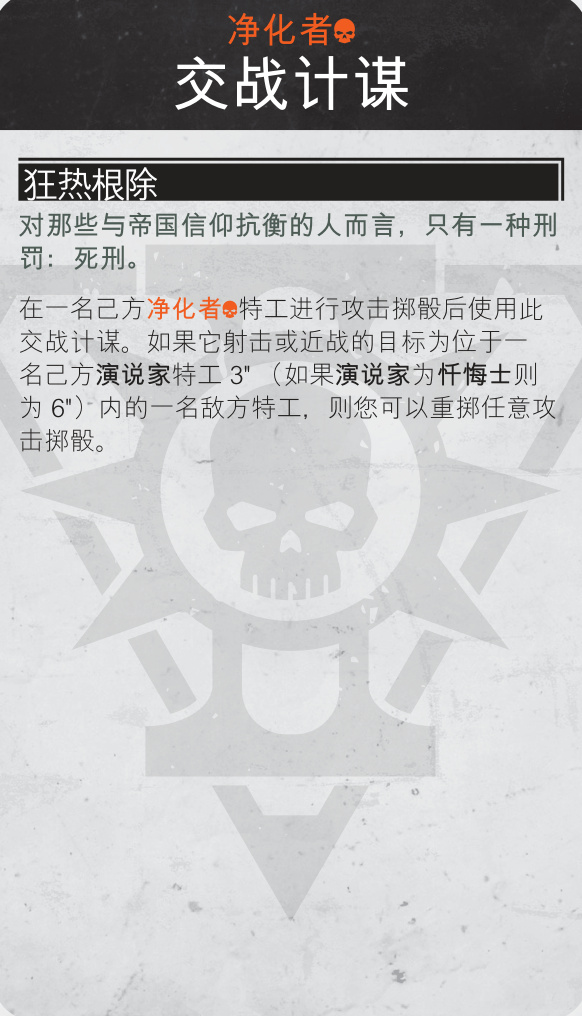 净化者
交战计谋
狂热根除
对那些与帝国信仰抗衡的人而言，只有一种刑
罚：死刑。
在一名己方净化者特工进行攻击掷骰后使用此
交战计谋。如果它射击或近战的目标为位于一
名己方演说家特工 3"（如果演说家为忏悔士则
为 6"）内的一名敌方特工，则您可以重掷任意攻
击掷骰。